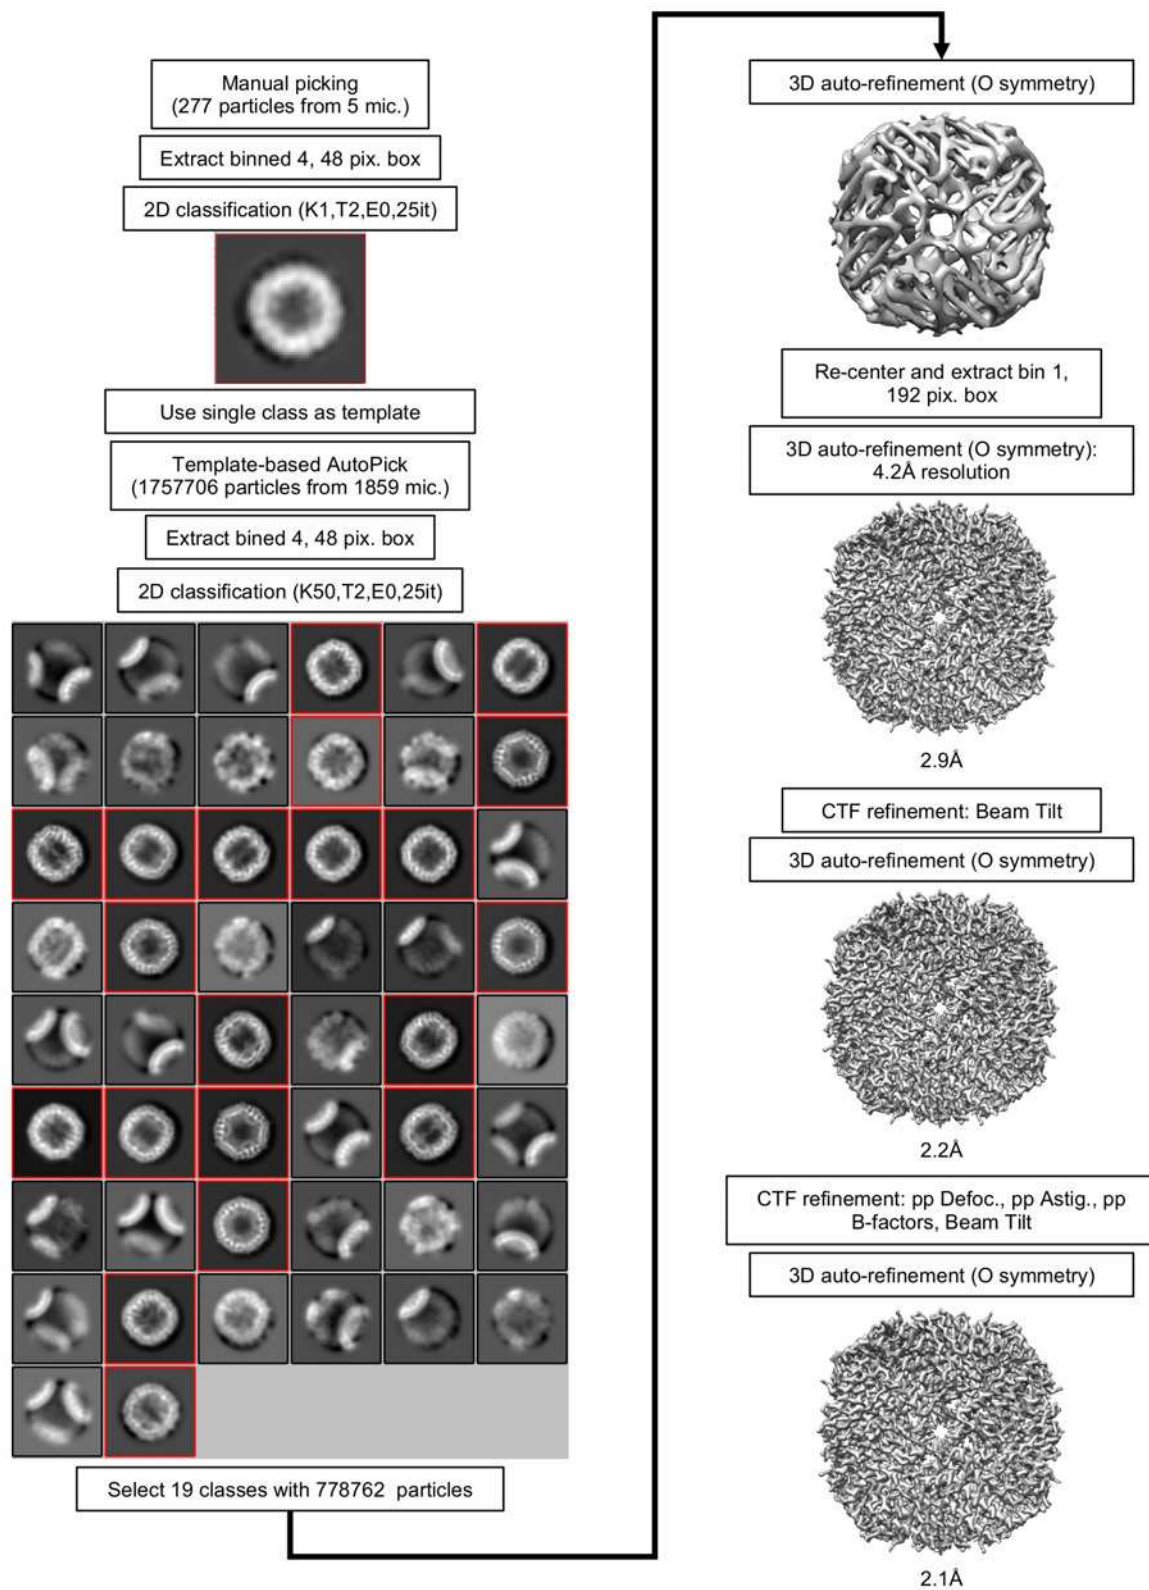 Manual picking
(277 particles from 5 mic.)
Extract binned 4, 48 pix. box
2D classification (K1,T2,E0,25it)
Use single class as template
Template-based AutoPick
(1757706 particles from 1859 mic.)
Extract bined 4, 48 pix. box
2D classification (K50,T2,E0,25it)
Select 19 classes with 778762 particles
3D auto-refinement (O symmetry)
Re-center and extract bin 1,
192 pix. box
3D auto-refinement (O symmetry):
4.2Å resolution
2.9Å
CTF refinement: Beam Tilt
3D auto-refinement (O symmetry)
2.2Å
CTF refinement: pp Defoc., pp Astig., pp
B-factors, Beam Tilt
3D auto-refinement (O symmetry)
2.1Å